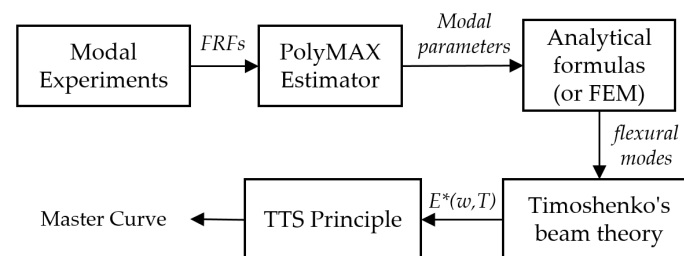 Modal
Experiments
FRFs
PolyMAX
Estimator
Modal
parameters
Analytical
formulas
(or FEM)
flexural
modes
Timoshenko's
beam theory
E*(w,T)
TTS Principle
Master Curve